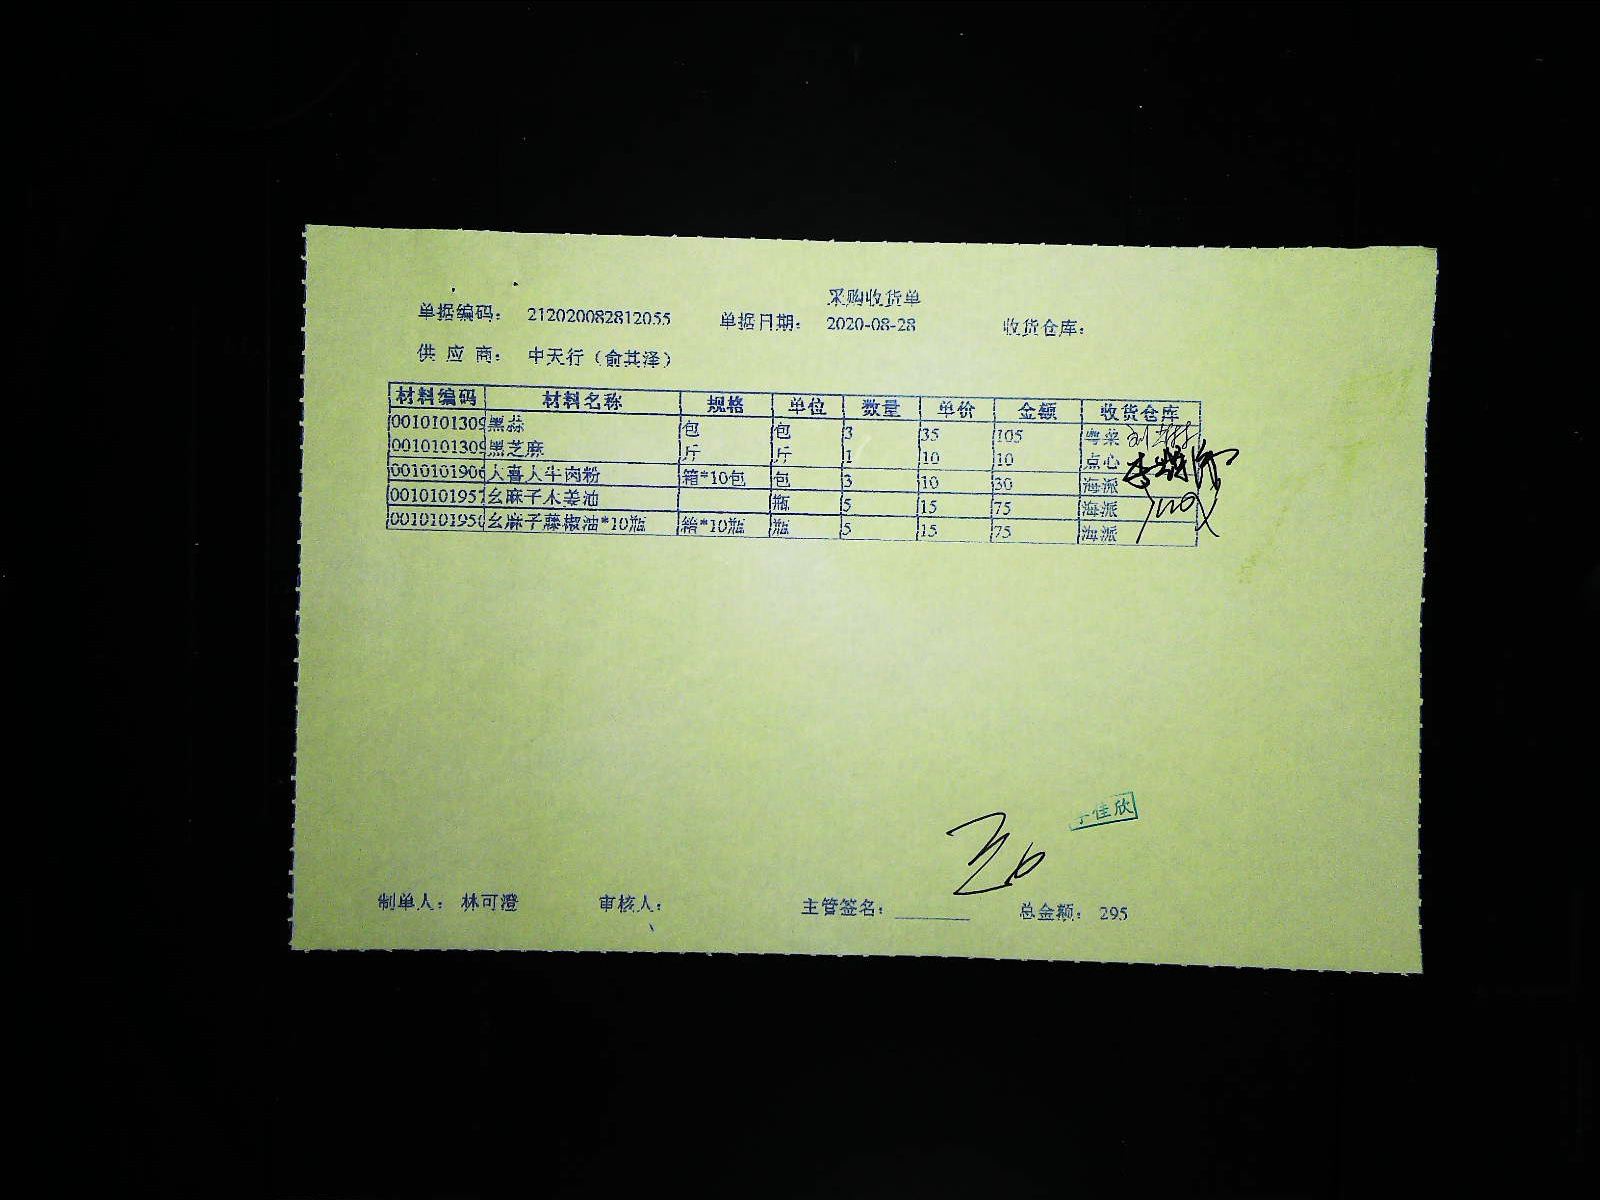 采购收货单
单据编码： 212020082812055 单据日期： 2020-08-28 收货仓库：
供 应 商： 中天行（俞其泽）
材料编码 材料名称 规格 单位 数量 单价 金额 收货仓库
0010101309 黑蒜 包 包 3 35 105 粤菜
0010101309 黑芝麻 斤 斤 1 10 10 点心
0010101906 大喜大牛肉粉 箱*10包 包 3 10 30 海派
0010101957 幺麻子木姜油 瓶 5 15 75 海派
0010101950 幺麻子藤椒油*10瓶 箱*10瓶 瓶 5 15 75 海派
佳欣
制单人： 林可澄 审核人： 主管签名： 总金额： 295